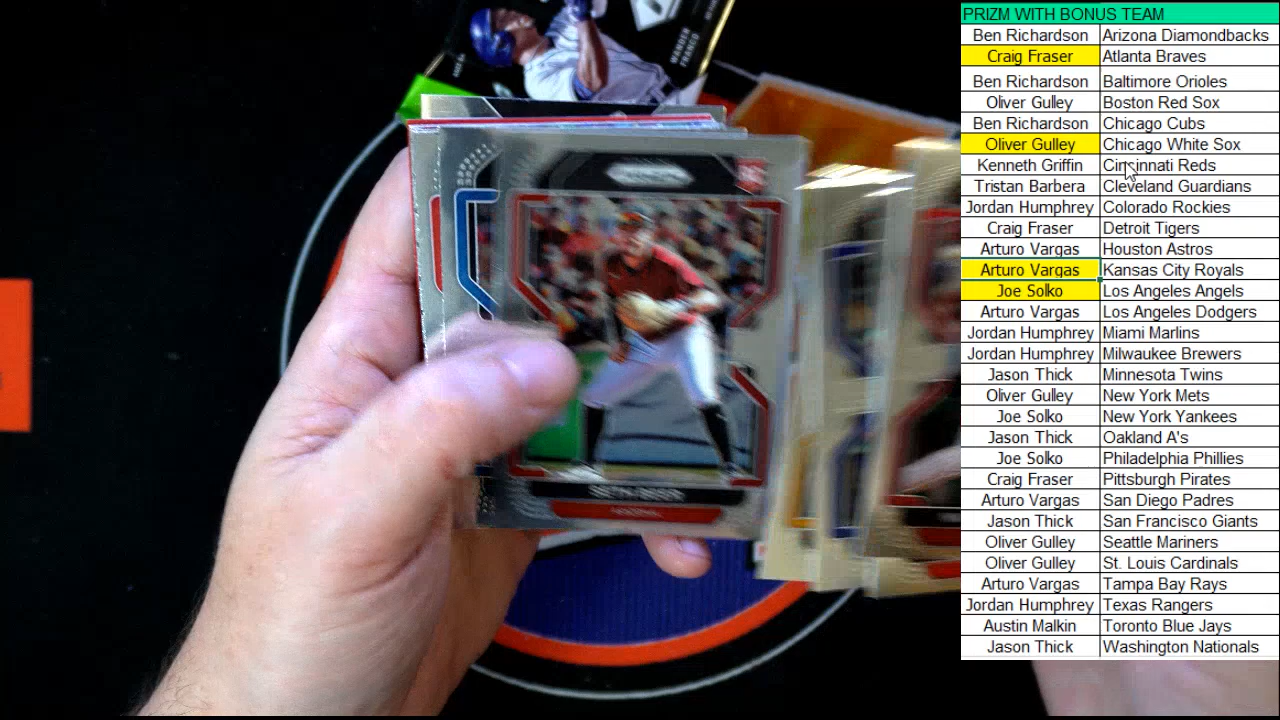 PRIZM WITH BONUS TEAM
Ben Richardson Arizona Diamondbacks
Craig Fraser Atlanta Braves
Ben Richardson Baltimore Orioles
Oliver Gulley Boston Red Sox
Ben Richardson Chicago Cubs
Oliver Gulley Chicago White Sox
Kenneth Griffin Cincinnati Reds
Tristan Barbera Cleveland Guardians
Jordan Humphrey Colorado Rockies
Craig Fraser Detroit Tigers
Arturo Vargas Houston Astros
Arturo Vargas Kansas City Royals
Joe Solko Los Angeles Angels
Arturo Vargas Los Angeles Dodgers
Jordan Humphrey Miami Marlins
Jordan Humphrey Milwaukee Brewers
Jason Thick Minnesota Twins
Oliver Gulley New York Mets
Joe Solko New York Yankees
Jason Thick Oakland A's
Joe Solko Philadelphia Phillies
Craig Fraser Pittsburgh Pirates
Arturo Vargas San Diego Padres
Jason Thick San Francisco Giants
Oliver Gulley Seattle Mariners
Oliver Gulley St. Louis Cardinals
Arturo Vargas Tampa Bay Rays
Jordan Humphrey Texas Rangers
Austin Malkin Toronto Blue Jays
Jason Thick Washington Nationals
WANDER FRANCO